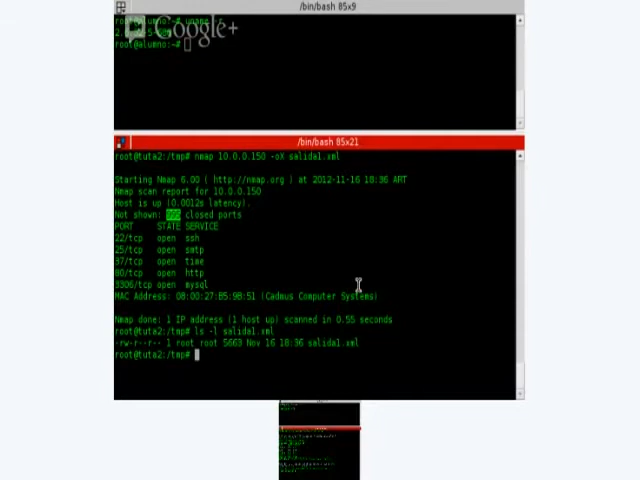 /bin/bash 85x9
root@alumno:~# uname -r
Google+
root@alumno:~#
/bin/bash 85x21
root@tuta2:/tmp# nmap 10.0.0.150 -oX salida1.xml
Starting Nmap 6.00 ( http://nmap.org ) at 2012-11-16 18:36 ART
Nmap scan report for 10.0.0.150
Host is up (0.0012s latency).
Not shown: 995 closed ports
PORT STATE SERVICE
22/tcp open ssh
25/tcp open smtp
37/tcp open time
80/tcp open http
3306/tcp open mysql
MAC Address: 08:00:27:B5:9B:51 (Cadmus Computer Systems)
Nmap done: 1 IP address (1 host up) scanned in 0.55 seconds
root@tuta2:/tmp# ls -l salida1.xml
-rw-r--r-- 1 root root 5663 Nov 16 18:36 salida1.xml
root@tuta2:/tmp#